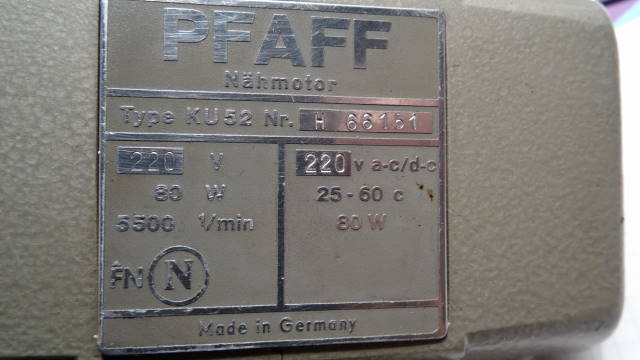 PFAFF
Nähmotor
Type KU52 Nr. H 66151
220 V
80 W
5500 1/min
FN N
220 v a-c/d-c
25-60 c
80 W
Made in Germany